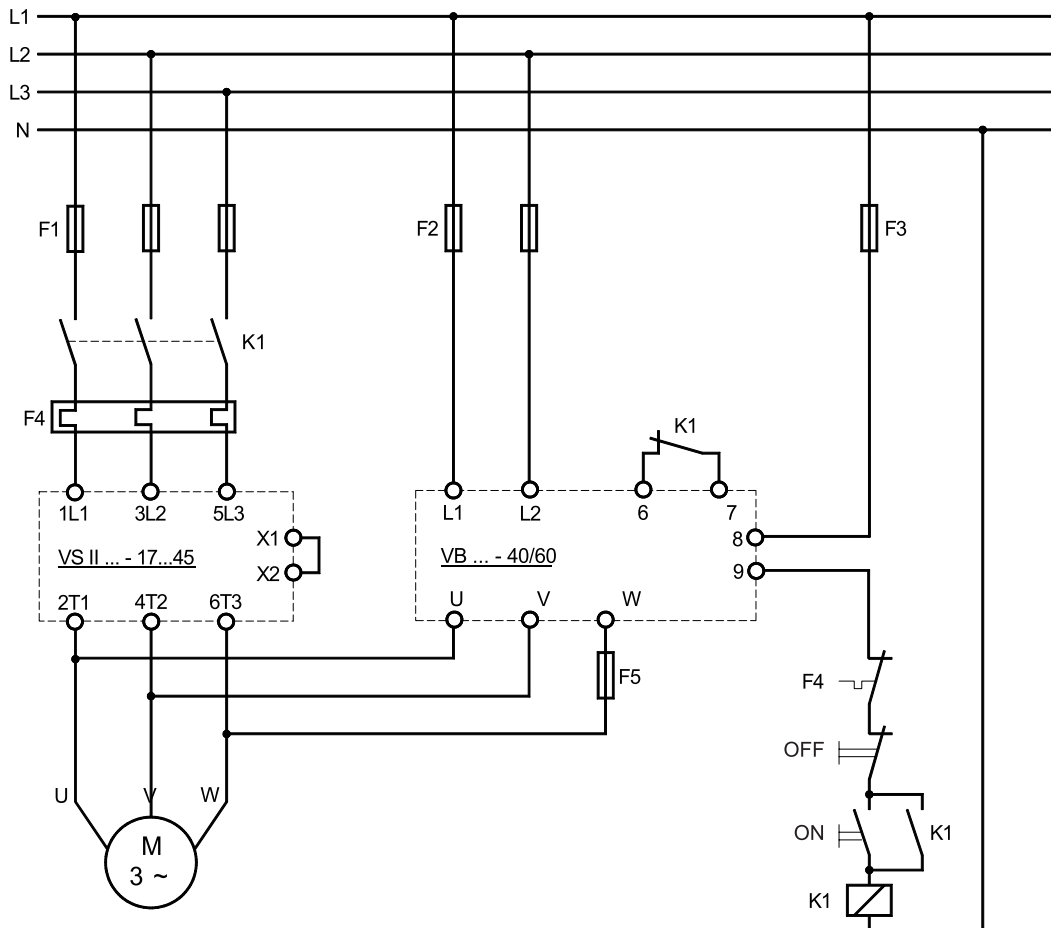 L1
L2
L3
N
F1
F2
F3
K1
F4
K1
1L1 3L2 5L3
L1 L2 6 7
X1
8
VS II ... - 17...45
VB ... - 40/60
X2
9
2T1 4T2 6T3
U V W
F5
F4
OFF
U V W
ON
K1
M
3 ~
K1